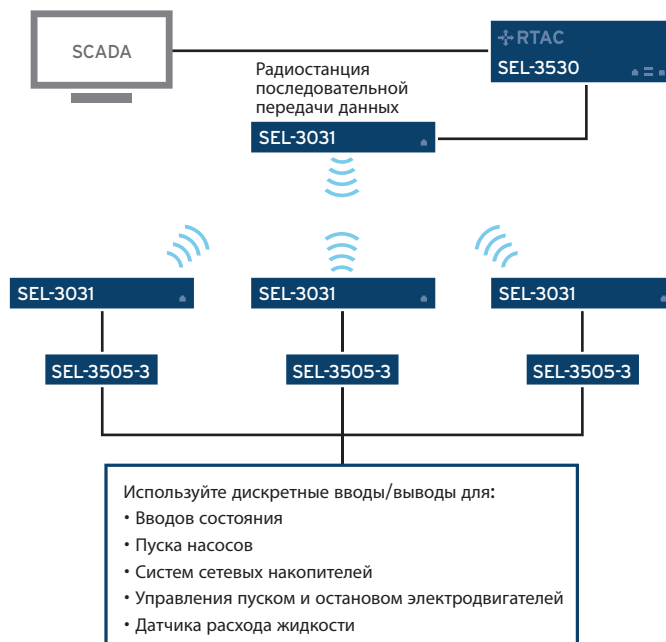 SCADA
RTAC
SEL-3530
Радиостанция
последовательной
передачи данных
SEL-3031
SEL-3031
SEL-3031
SEL-3031
SEL-3505-3
SEL-3505-3
SEL-3505-3
Используйте дискретные вводы/выводы для:
• Вводов состояния
• Пуска насосов
• Систем сетевых накопителей
• Управления пуском и остановом электродвигателей
• Датчика расхода жидкости